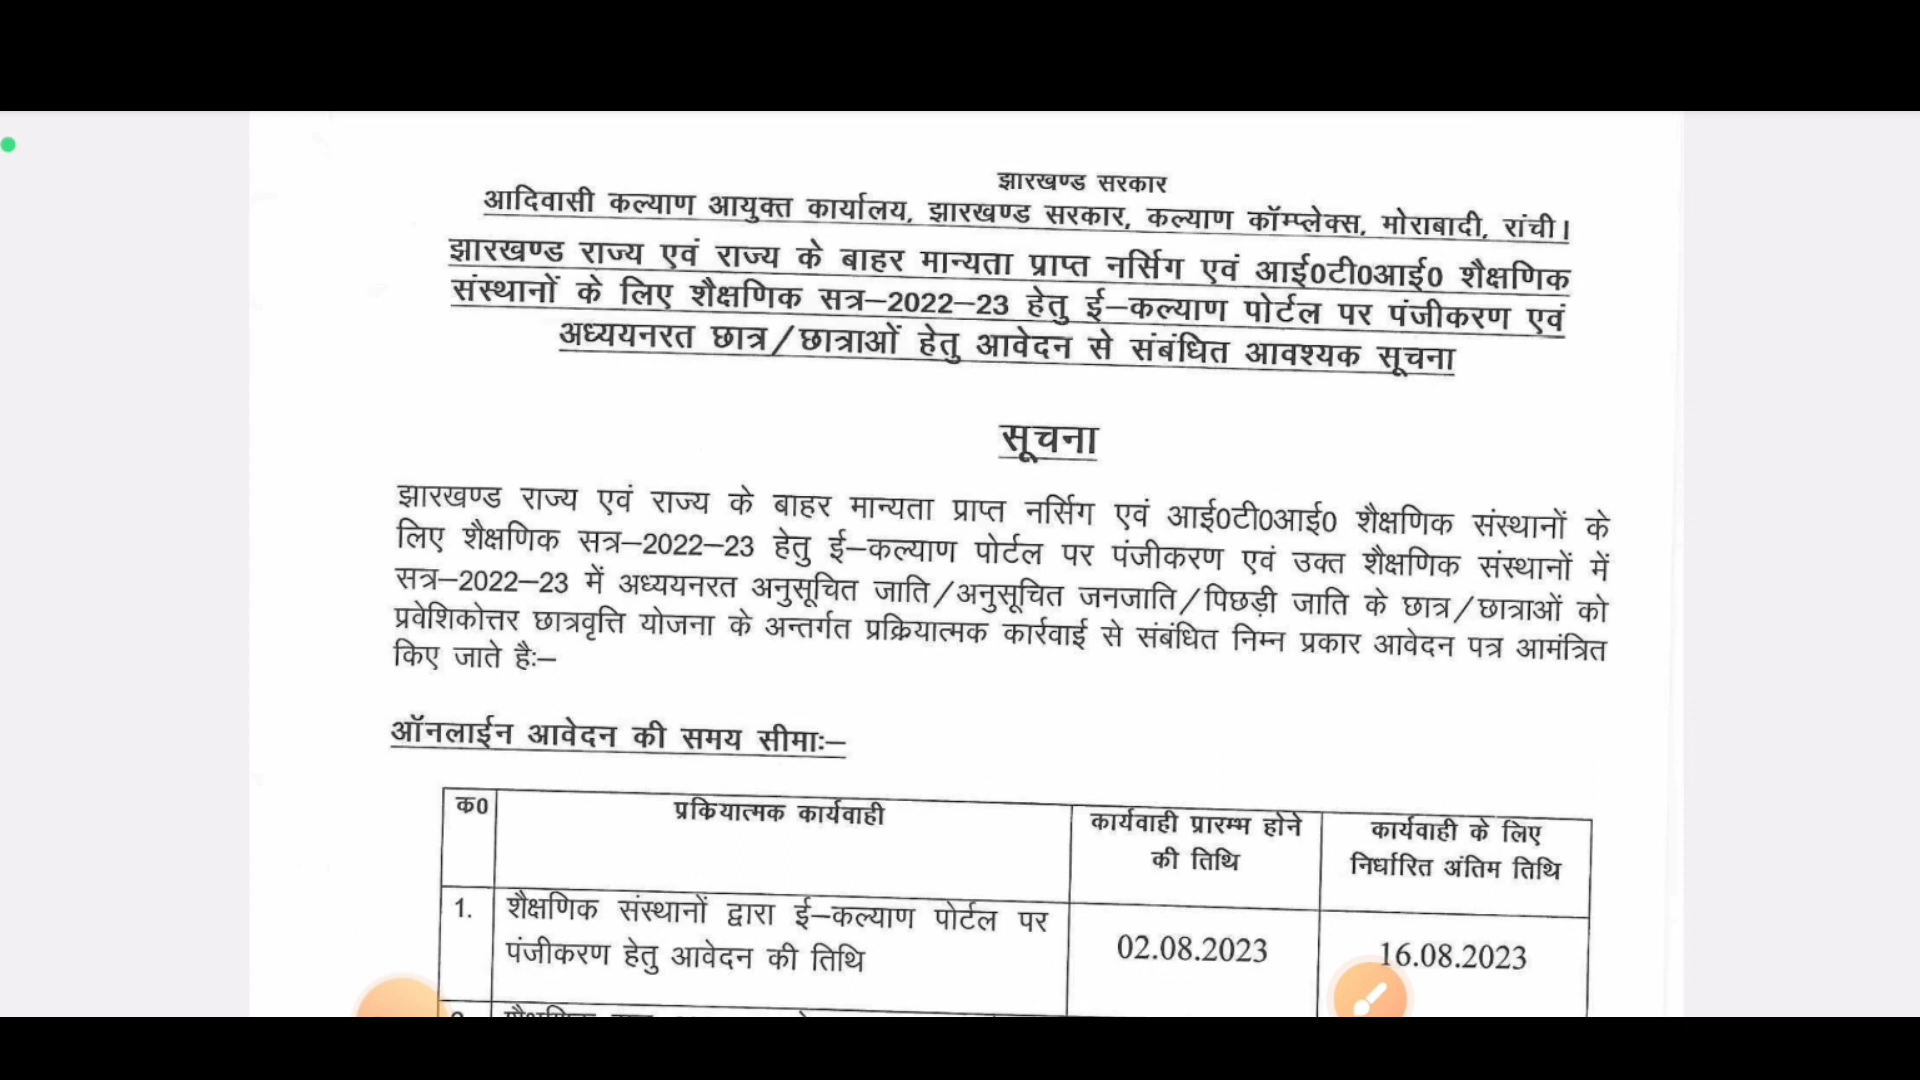 झारखण्ड सरकार
आदिवासी कल्याण आयुक्त कार्यालय, झारखण्ड सरकार, कल्याण कॉम्प्लेक्स, मोराबादी, रांची।
झारखण्ड राज्य एवं राज्य के बाहर मान्यता प्राप्त नर्सिग एवं आई0टी0आई0 शैक्षणिक
संस्थानों के लिए शैक्षणिक सत्र–2022–23 हेतु ई–कल्याण पोर्टल पर पंजीकरण एवं
अध्ययनरत छात्र/छात्राओं हेतु आवेदन से संबंधित आवश्यक सूचना
सूचना
झारखण्ड राज्य एवं राज्य के बाहर मान्यता प्राप्त नर्सिग एवं आई0टी0आई0 शैक्षणिक संस्थानों के
लिए शैक्षणिक सत्र–2022–23 हेतु ई–कल्याण पोर्टल पर पंजीकरण एवं उक्त शैक्षणिक संस्थानों में
सत्र–2022–23 में अध्ययनरत अनुसूचित जाति/अनुसूचित जनजाति/पिछड़ी जाति के छात्र/छात्राओं को
प्रवेशिकोत्तर छात्रवृत्ति योजना के अन्तर्गत प्रक्रियात्मक कार्रवाई से संबंधित निम्न प्रकार आवेदन पत्र आमंत्रित
किए जाते हैः–
ऑनलाईन आवेदन की समय सीमाः–
क0 प्रकियात्मक कार्यवाही कार्यवाही प्रारम्भ होने कार्यवाही के लिए
की तिथि निर्धारित अंतिम तिथि
1. शैक्षणिक संस्थानों द्वारा ई–कल्याण पोर्टल पर
पंजीकरण हेतु आवेदन की तिथि 02.08.2023 16.08.2023